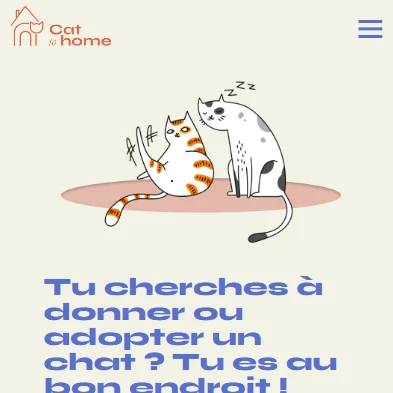 Cat
to home
z z z
Tu cherches à
donner ou
adopter un
chat ? Tu es au
bon endroit !